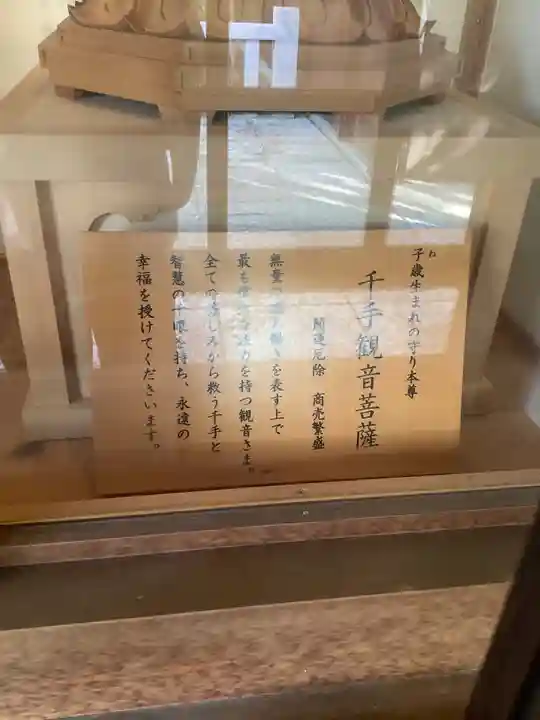 子歳生まれの守り本尊
ね
千手観音菩薩
開運厄除 商売繁盛
無量の 働きを表す上で
最も を持つ観音さま。
全ての しみから救う千手と
智慧の千眼を持ち、永遠の
幸福を授けてくださいます。